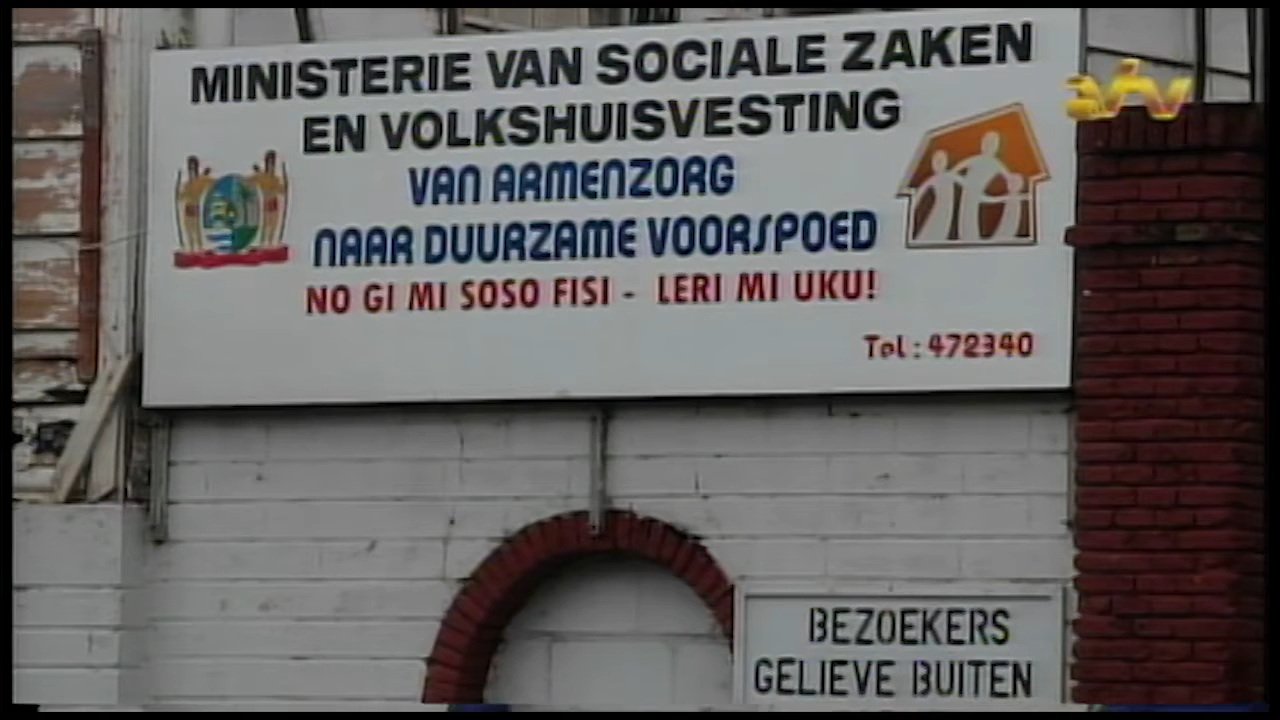 MINISTERIE VAN SOCIALE ZAKEN
EN VOLKSHUISVESTING
VAN ARMENZORG
NAAR DUURZAME VOORSPOED
NO GI MI SOSO FISI - LERI MI UKU!
Tel : 472340
atv
BEZOEKERS
GELIEVE BUITEN